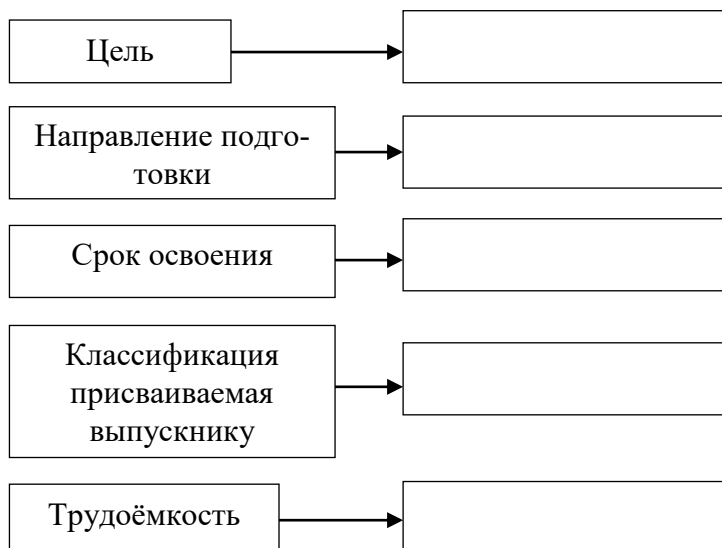 Цель
Направление подго-
товки
Срок освоения
Классификация
присваиваемая
выпускнику
Трудоёмкость